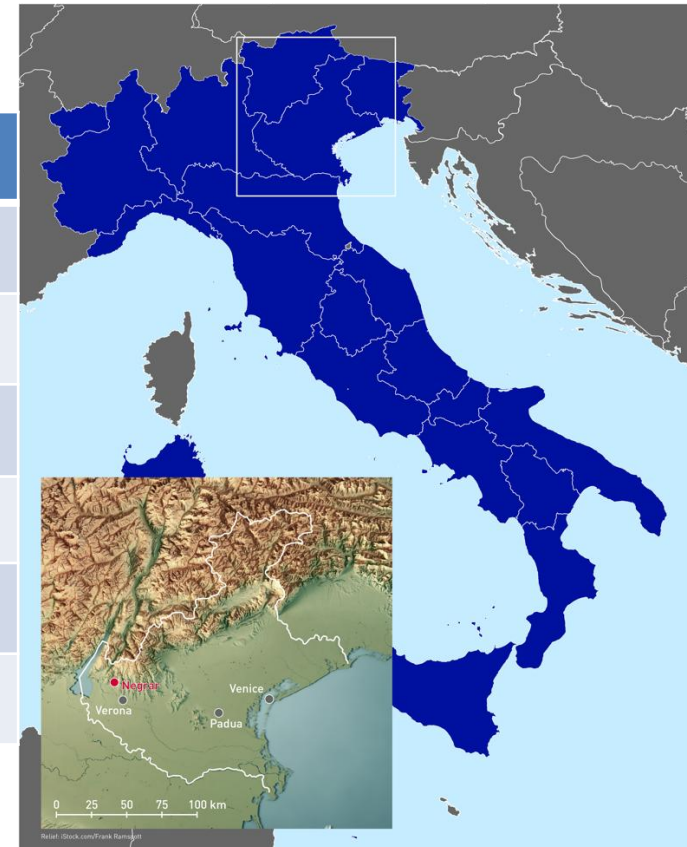 Negrar
Venice
Verona
Padua
0 25 50 75 100 km
Relief: iStock.com/Frank Ramspott